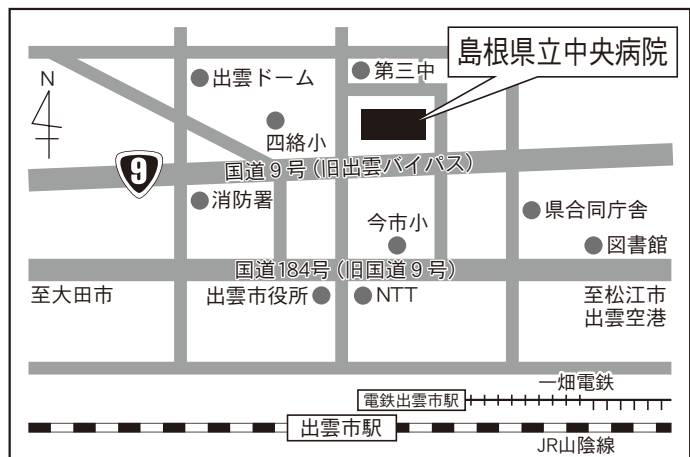 島根県立中央病院
N
出雲ドーム
第三中
四絡小
国道9号(旧出雲バイパス)
9
消防署
今市小
県合同庁舎
図書館
国道184号(旧国道9号)
至大田市
出雲市役所
NTT
至松江市
出雲空港
一畑電鉄
電鉄出雲市駅
出雲市駅
JR山陰線